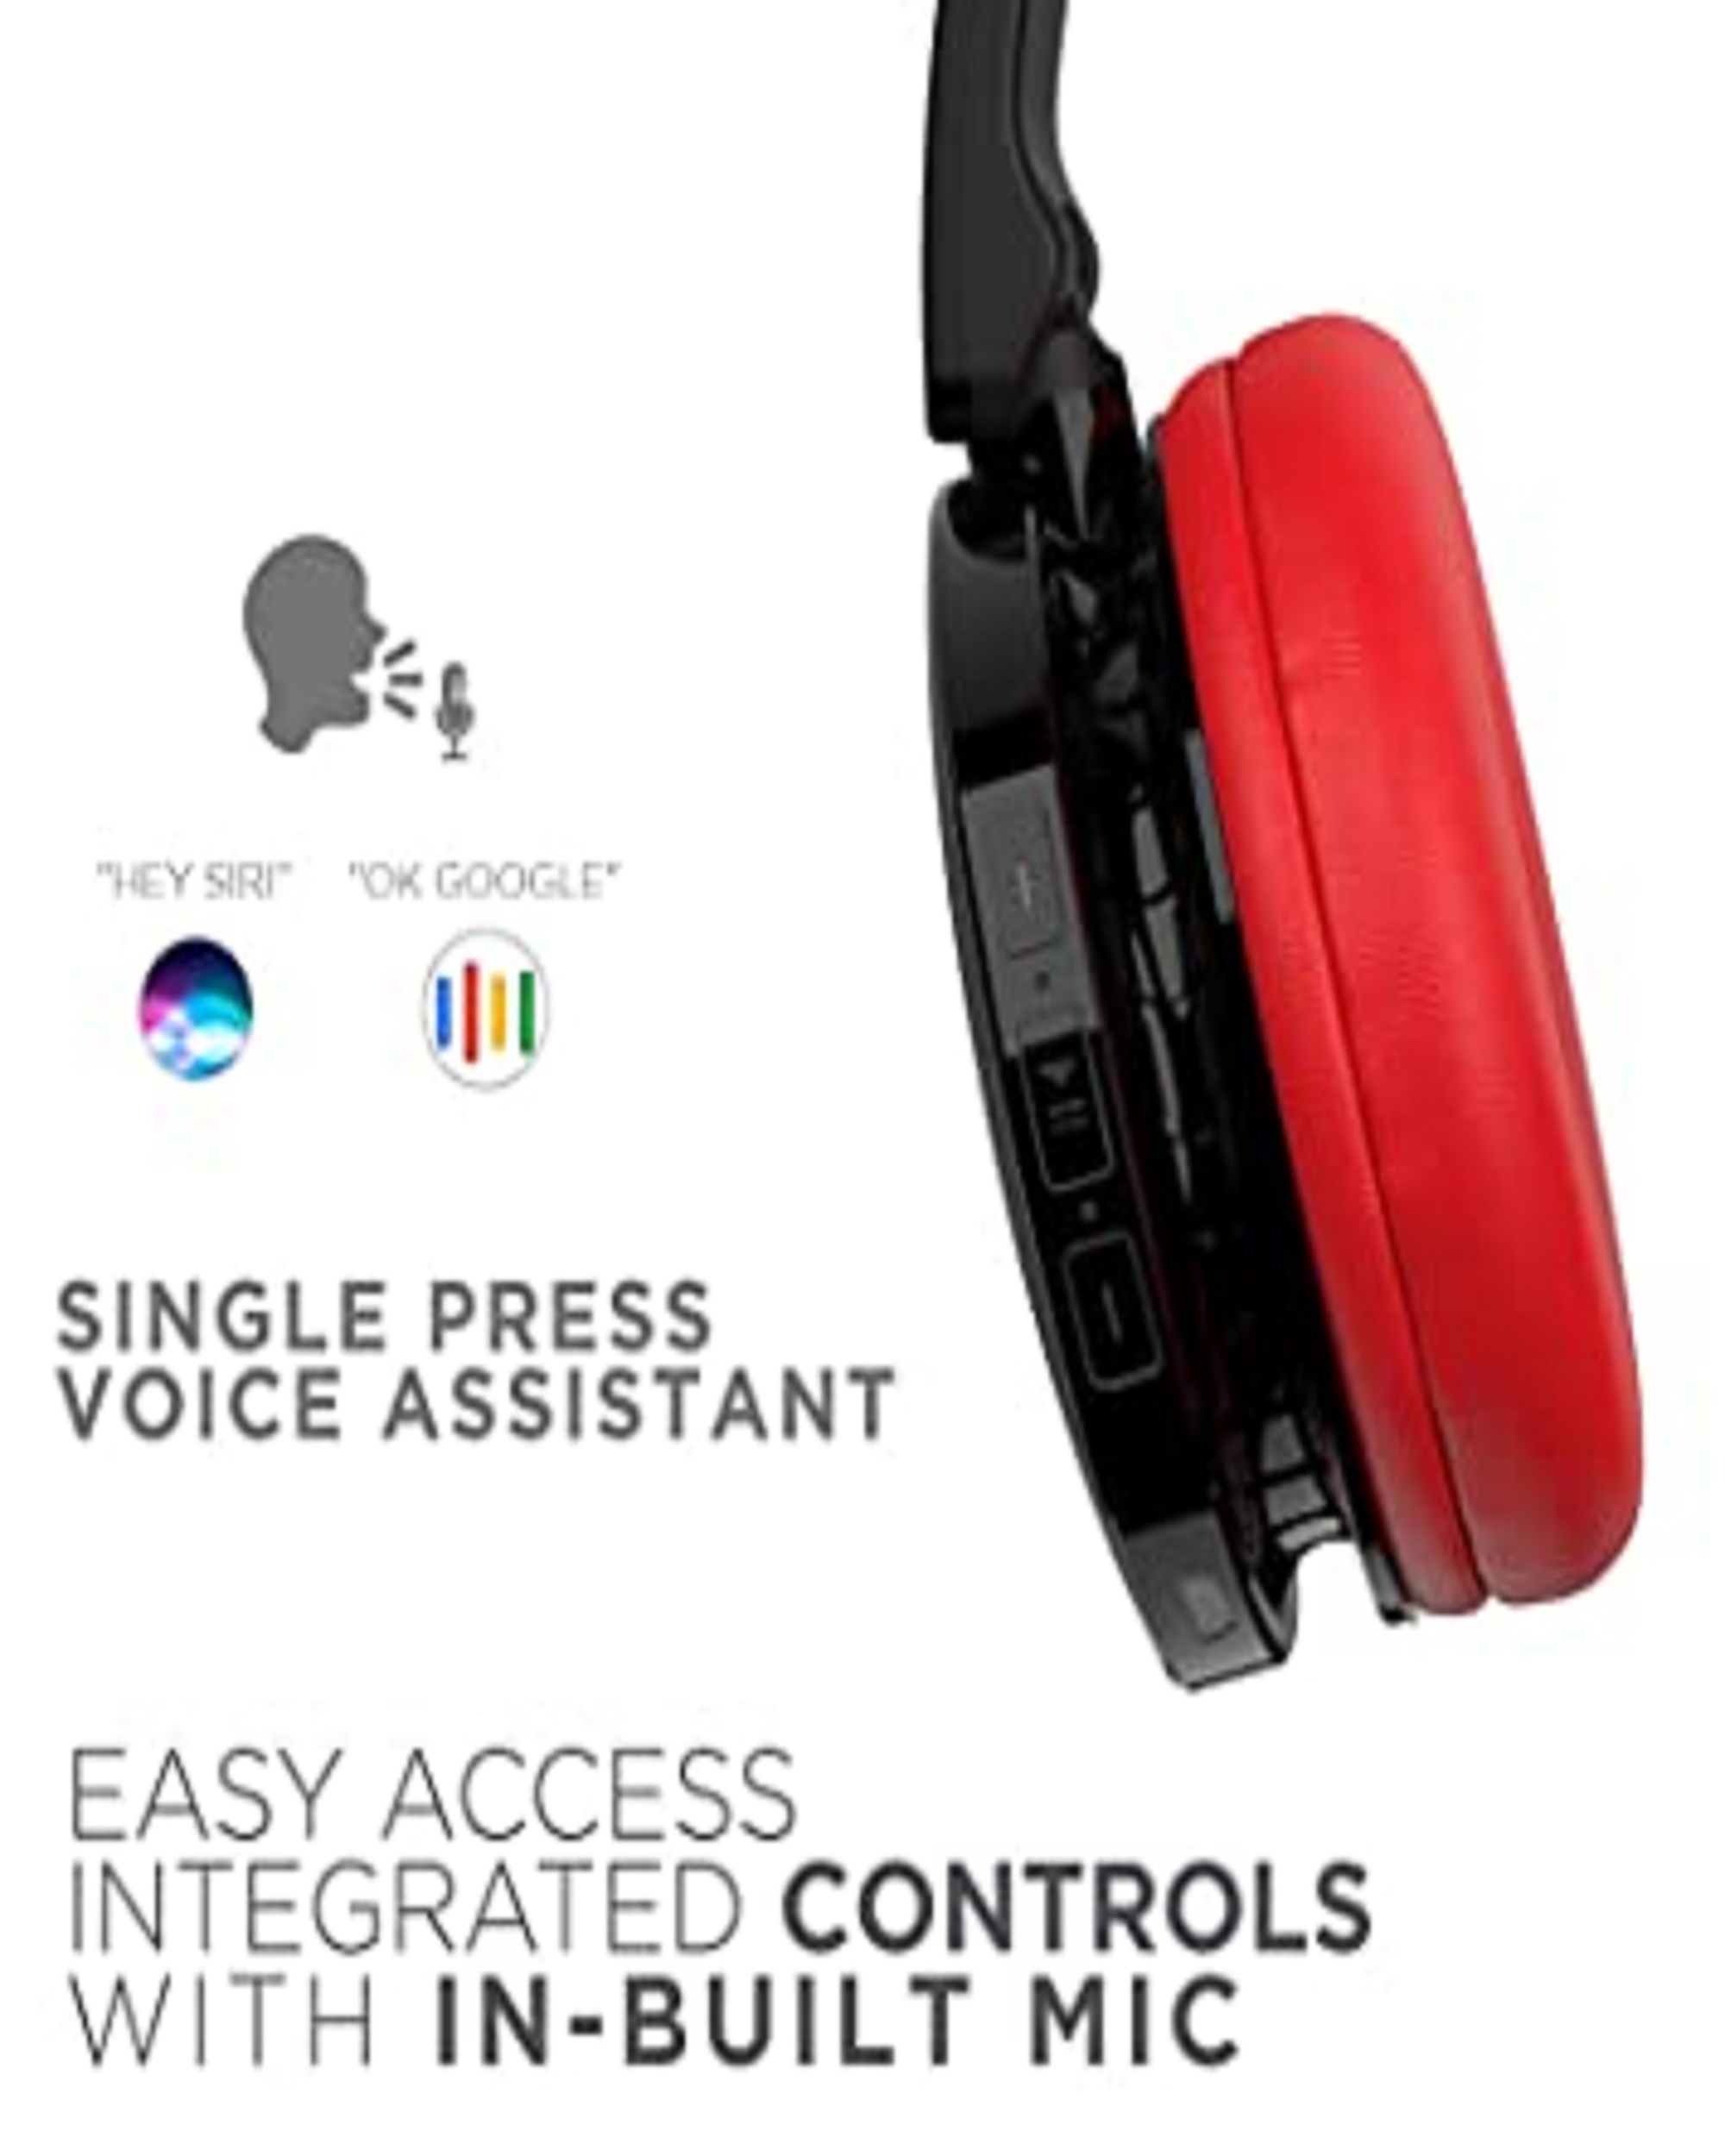 "HEY SIRI" "OK GOOGLE"
SINGLE PRESS
VOICE ASSISTANT
EASY ACCESS
INTEGRATED CONTROLS
WITH IN-BUILT MIC